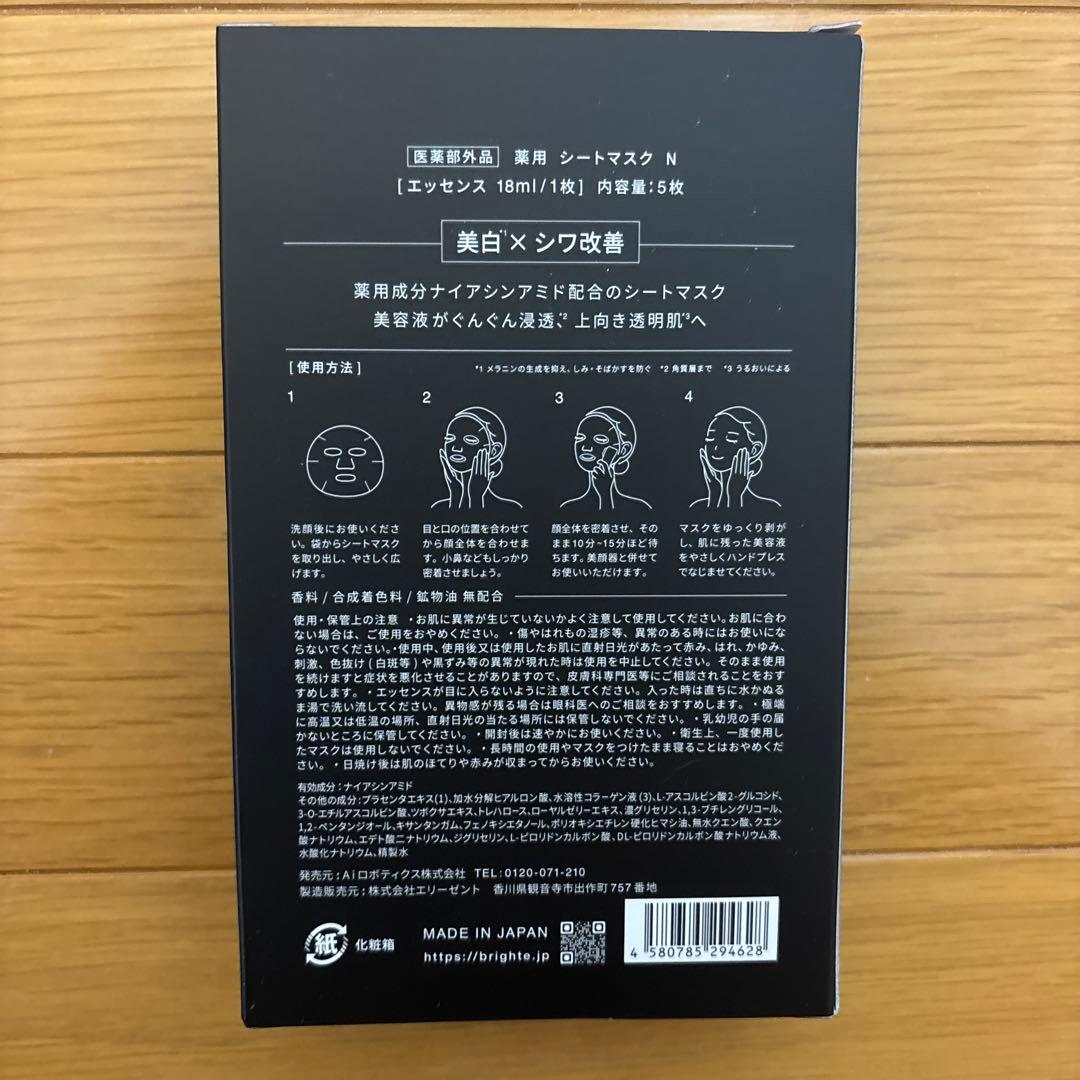 医薬部外品 薬用 シートマスク N
[エッセンス 18ml/1枚] 内容量:5枚
美白*1×シワ改善
薬用成分ナイアシンアミド配合のシートマスク
美容液がぐんぐん浸透、*2 上向き透明肌*3へ
[使用方法]
*1 メラニンの生成を抑え、しみ・そばかすを防ぐ *2 角質層まで *3 うるおいによる
1
洗顔後にお使いくださ
い。袋からシートマスク
を取り出し、やさしく広
げます。
2
目と口の位置を合わせて
から顔全体を合わせま
す。小鼻などもしっかり
密着させましょう。
3
顔全体を密着させ、その
まま10分~15分ほど待
ちます。美顔器と併せて
お使いいただけます。
4
マスクをゆっくり剥が
し、肌に残った美容液
をやさしくハンドプレス
でなじませてください。
香料/合成着色料/鉱物油 無配合
使用・保管上の注意 ・お肌に異常が生じていないかよく注意して使用してください。お肌に合わ
ない場合は、ご使用をおやめください。・傷やはれもの湿疹等、異常のある時にはお使いにな
らないでください。・使用中、使用後又は使用したお肌に直射日光があたって赤み、はれ、かゆみ、
刺激、色抜け(白斑等)や黒ずみ等の異常が現れた時は使用を中止してください。そのまま使用
を続けますと症状を悪化させることがありますので、皮膚科専門医等にご相談されることをおす
すめします。・エッセンスが目に入らないように注意してください。入った時は直ちに水かぬる
ま湯で洗い流してください。異物感が残る場合は眼科医へのご相談をおすすめします。・極端
に高温又は低温の場所、直射日光の当たる場所には保管しないでください。・乳幼児の手の届
かないところに保管してください。・開封後は速やかにお使いください。・衛生上、一度使用し
たマスクは使用しないでください。・長時間の使用やマスクをつけたまま寝ることはおやめくだ
さい。・日焼け後は肌のほてりや赤みが収まってからお使いください。
有効成分:ナイアシンアミド
その他の成分:プラセンタエキス(1)、加水分解ヒアルロン酸、水溶性コラーゲン液(3)、L-アスコルビン酸2-グルコシド、
3-O-エチルアスコルビン酸、ツボクサエキス、トレハロース、ローヤルゼリーエキス、濃グリセリン、1,3-ブチレングリコール、
1,2-ペンタンジオール、キサンタンガム、フェノキシエタノール、ポリオキシエチレン硬化ヒマシ油、無水クエン酸、クエン
酸ナトリウム、エデト酸二ナトリウム、ジグリセリン、L-ピロリドンカルボン酸、DL-ピロリドンカルボン酸ナトリウム液、
水酸化ナトリウム、精製水
発売元:Aiロボティクス株式会社 TEL:0120-071-210
製造販売元:株式会社エリーゼント 香川県観音寺市出作町757番地
紙 化粧箱
MADE IN JAPAN
https://brighte.jp
4 580785 294628